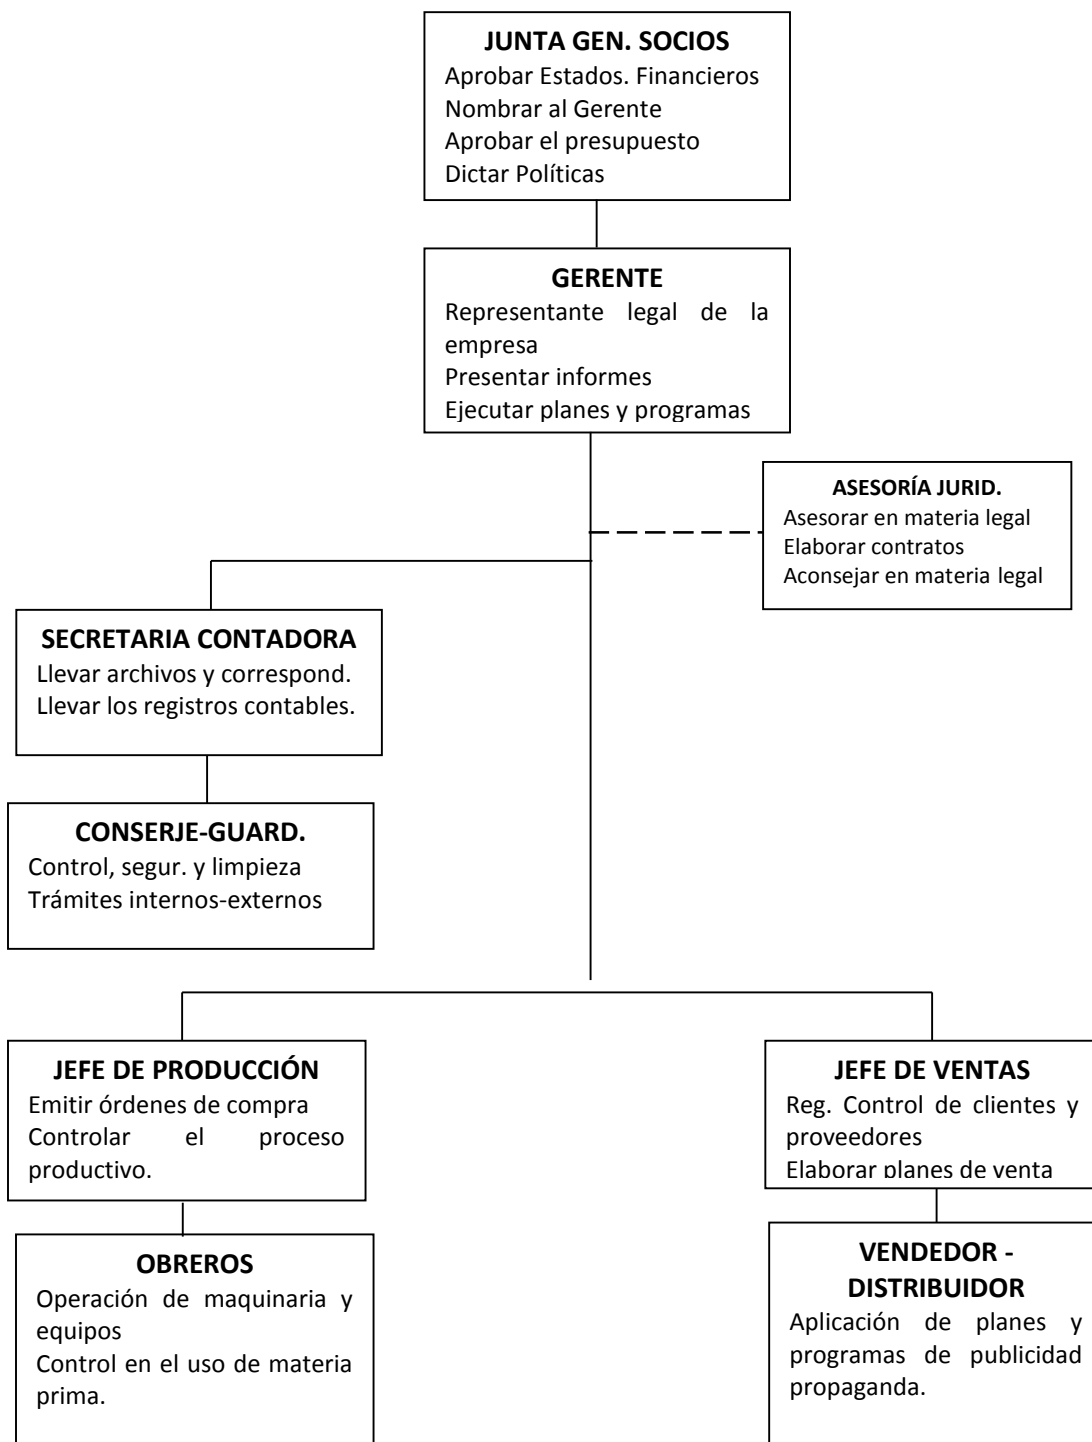 JUNTA GEN. SOCIOS
Aprobar Estados. Financieros
Nombrar al Gerente
Aprobar el presupuesto
Dictar Políticas
GERENTE
Representante legal de la
empresa
Presentar informes
Ejecutar planes y programas
ASESORÍA JURID.
Asesorar en materia legal
Elaborar contratos
Aconsejar en materia legal
SECRETARIA CONTADORA
Llevar archivos y correspond.
Llevar los registros contables.
CONSERJE-GUARD.
Control, segur. y limpieza
Trámites internos-externos
JEFE DE PRODUCCIÓN
Emitir órdenes de compra
Controlar el proceso
productivo.
JEFE DE VENTAS
Reg. Control de clientes y
proveedores
Elaborar planes de venta
OBREROS
Operación de maquinaria y
equipos
Control en el uso de materia
prima.
VENDEDOR -
DISTRIBUIDOR
Aplicación de planes y
programas de publicidad
propaganda.